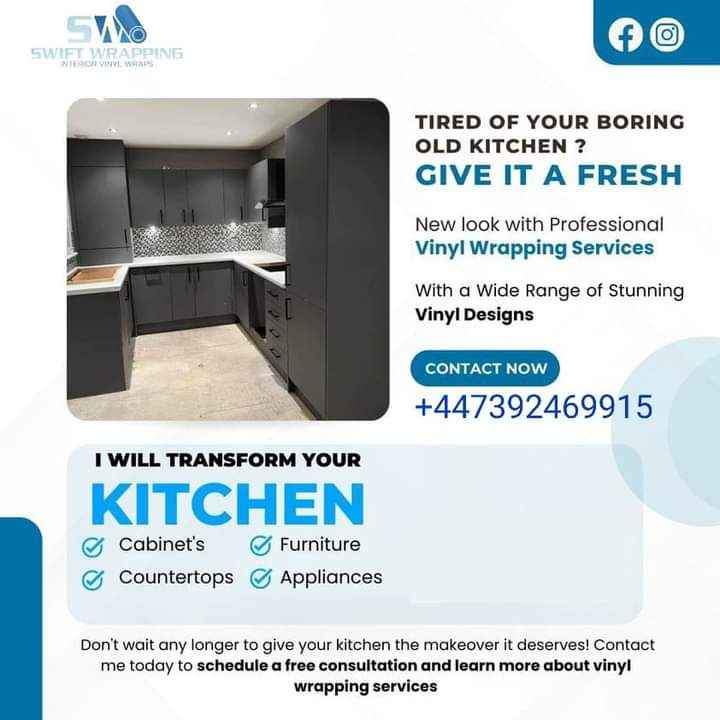 SWIFT WRAPPING
INTERIOR VINYL WRAPS
TIRED OF YOUR BORING
OLD KITCHEN ?
GIVE IT A FRESH
New look with Professional
Vinyl Wrapping Services
With a Wide Range of Stunning
Vinyl Designs
CONTACT NOW
+447392469915
I WILL TRANSFORM YOUR
KITCHEN
Cabinet's Furniture
Countertops Appliances
Don't wait any longer to give your kitchen the makeover it deserves! Contact
me today to schedule a free consultation and learn more about vinyl
wrapping services